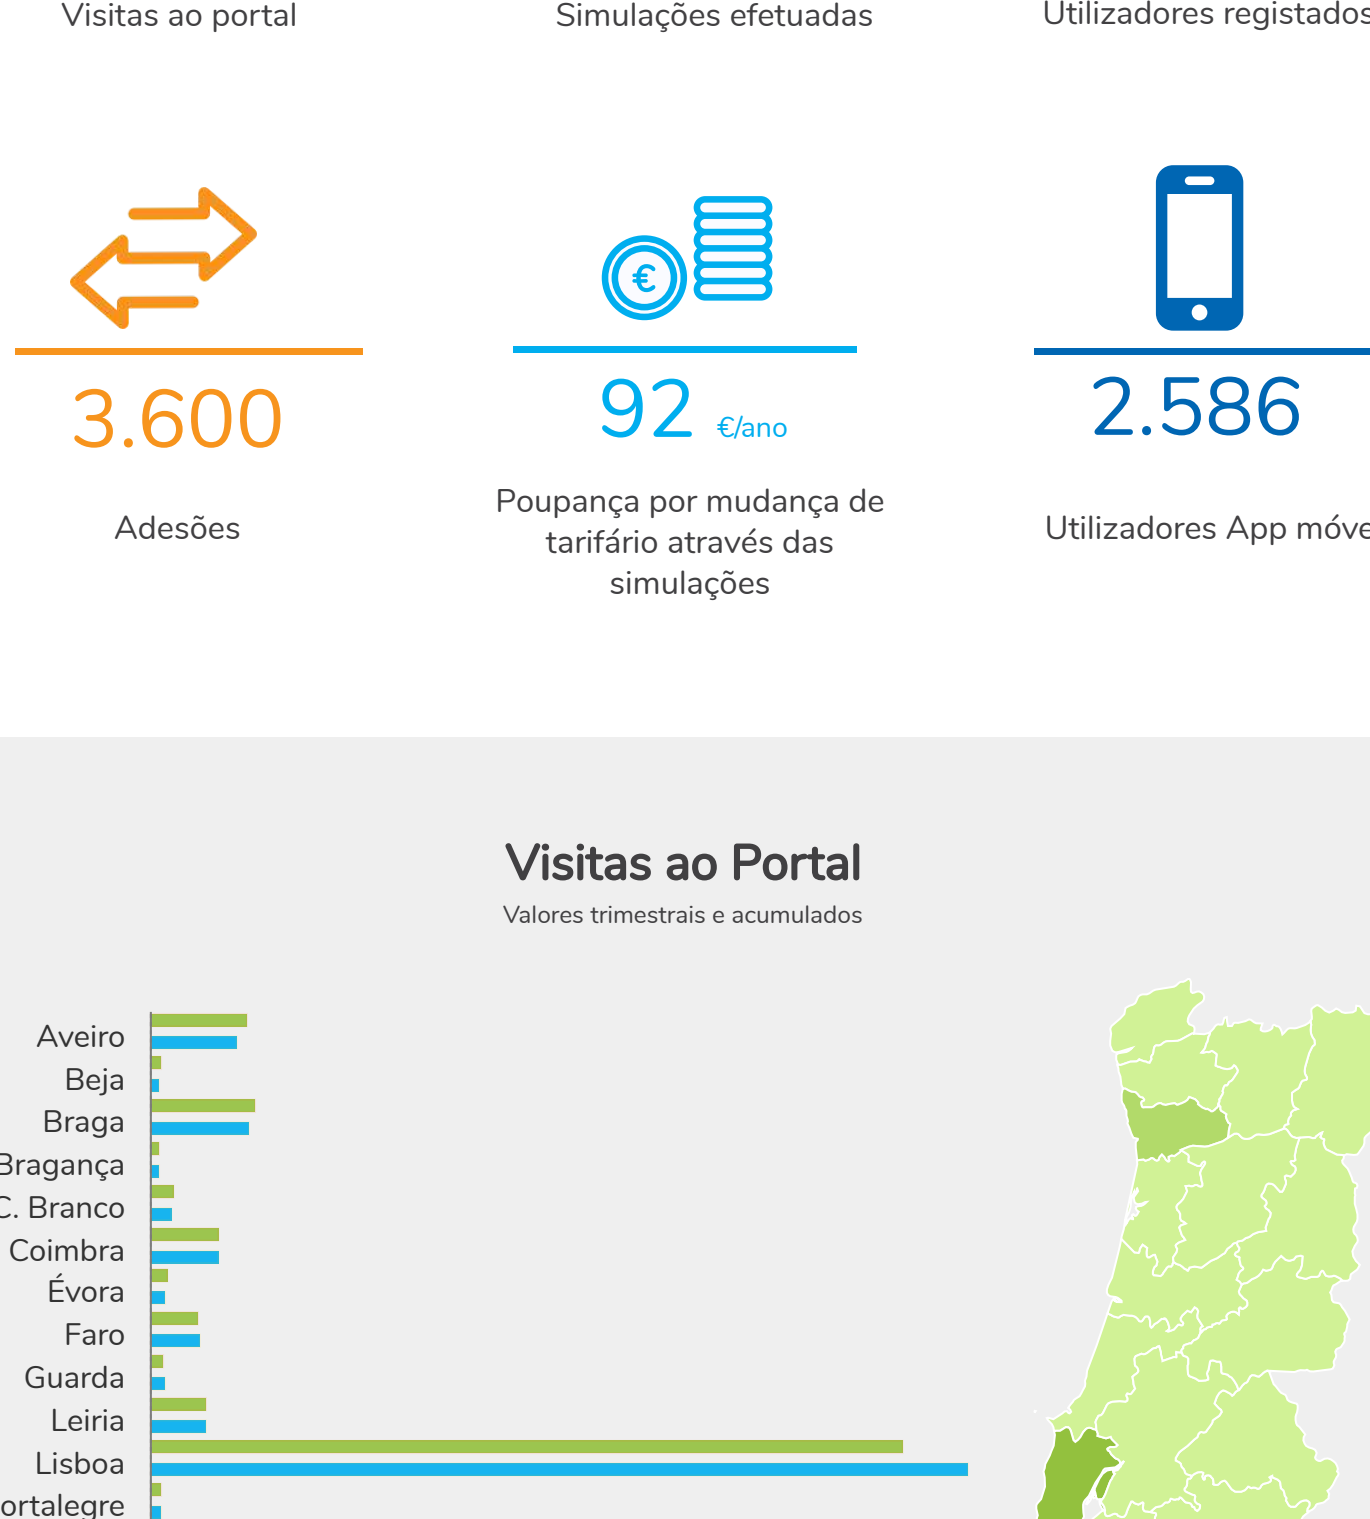 Visitas ao portal
Simulações efetuadas
Utilizadores registados
€
3.600
92 €/ano
2.586
Adesões
Poupança por mudança de
tarifário através das
simulações
Utilizadores App móve
Visitas ao Portal
Valores trimestrais e acumulados
Aveiro
Beja
Braga
Bragança
C. Branco
Coimbra
Évora
Faro
Guarda
Leiria
Lisboa
ortalegre